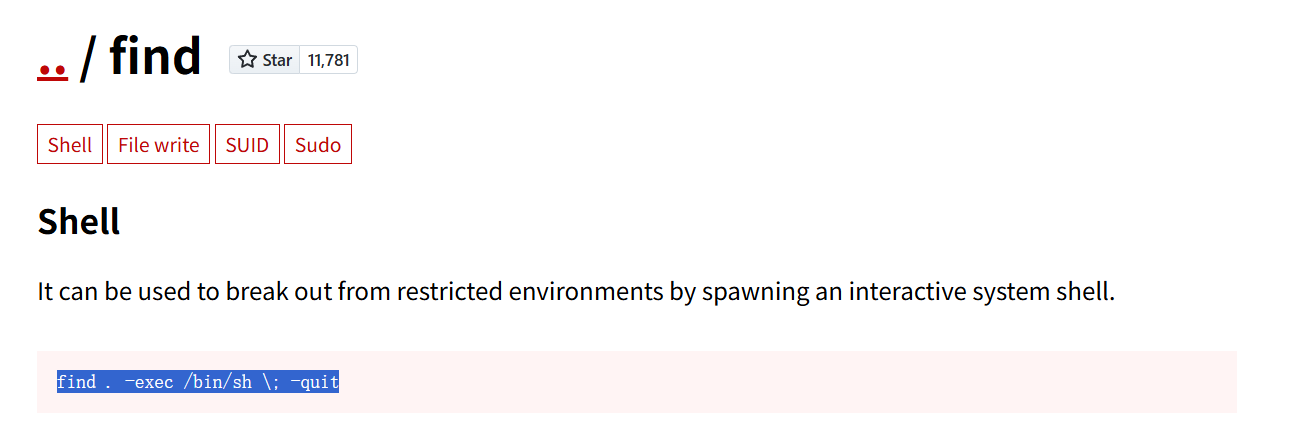 .. / find Star 11,781
Shell File write SUID Sudo
Shell
It can be used to break out from restricted environments by spawning an interactive system shell.
find . -exec /bin/sh \; -quit